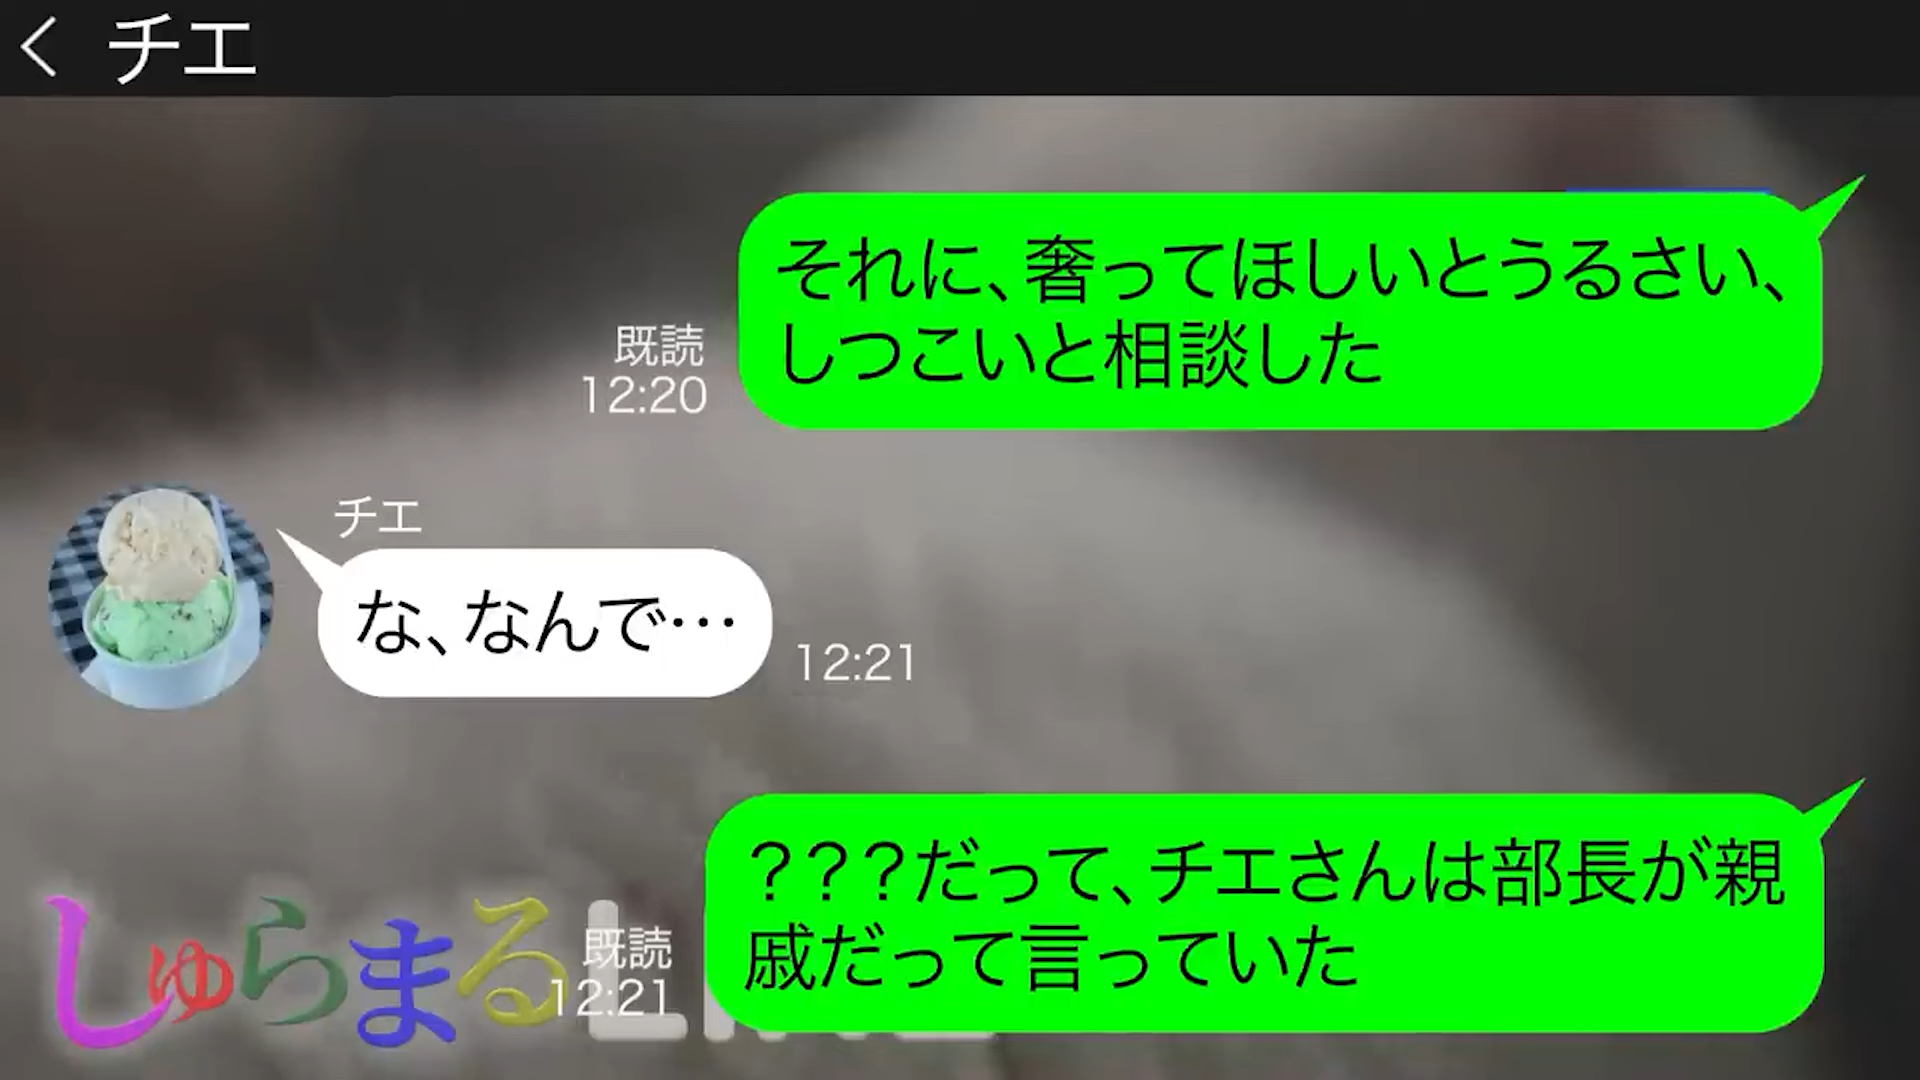 チエ
それに、奢ってほしいとうるさい、
しつこいと相談した
既読
12:20
チエ
な、なんで…
12:21
？？？だって、チエさんは部長が親
戚だって言っていた
既読
12:21
しゅらまる